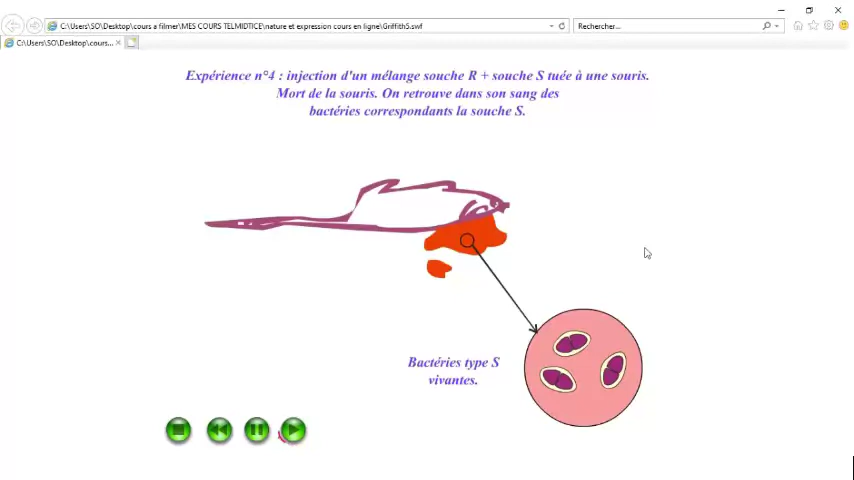 C:\Users\SO\Desktop\cours a filmer\MES COURS TELMIDTICE\nature et expression cours en ligne\Griffith5.swf
Rechercher...
C:\Users\SO\Desktop\cours...
Expérience n°4 : injection d'un mélange souche R + souche S tuée à une souris.
Mort de la souris. On retrouve dans son sang des
bactéries correspondants la souche S.
Bactéries type S
vivantes.